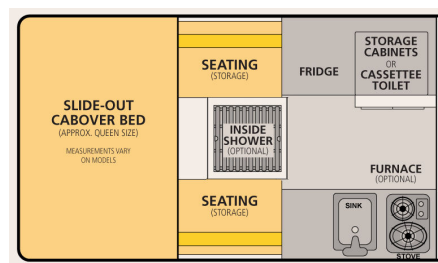 SLIDE-OUT
CABOVER BED
(APPROX. QUEEN SIZE)
MEASUREMENTS VARY
ON MODELS
SEATING
(STORAGE)
INSIDE
SHOWER
(OPTIONAL)
SEATING
(STORAGE)
FRIDGE
STORAGE
CABINETS
OR
CASSETTEE
TOILET
FURNACE
(OPTIONAL)
SINK
STOVE